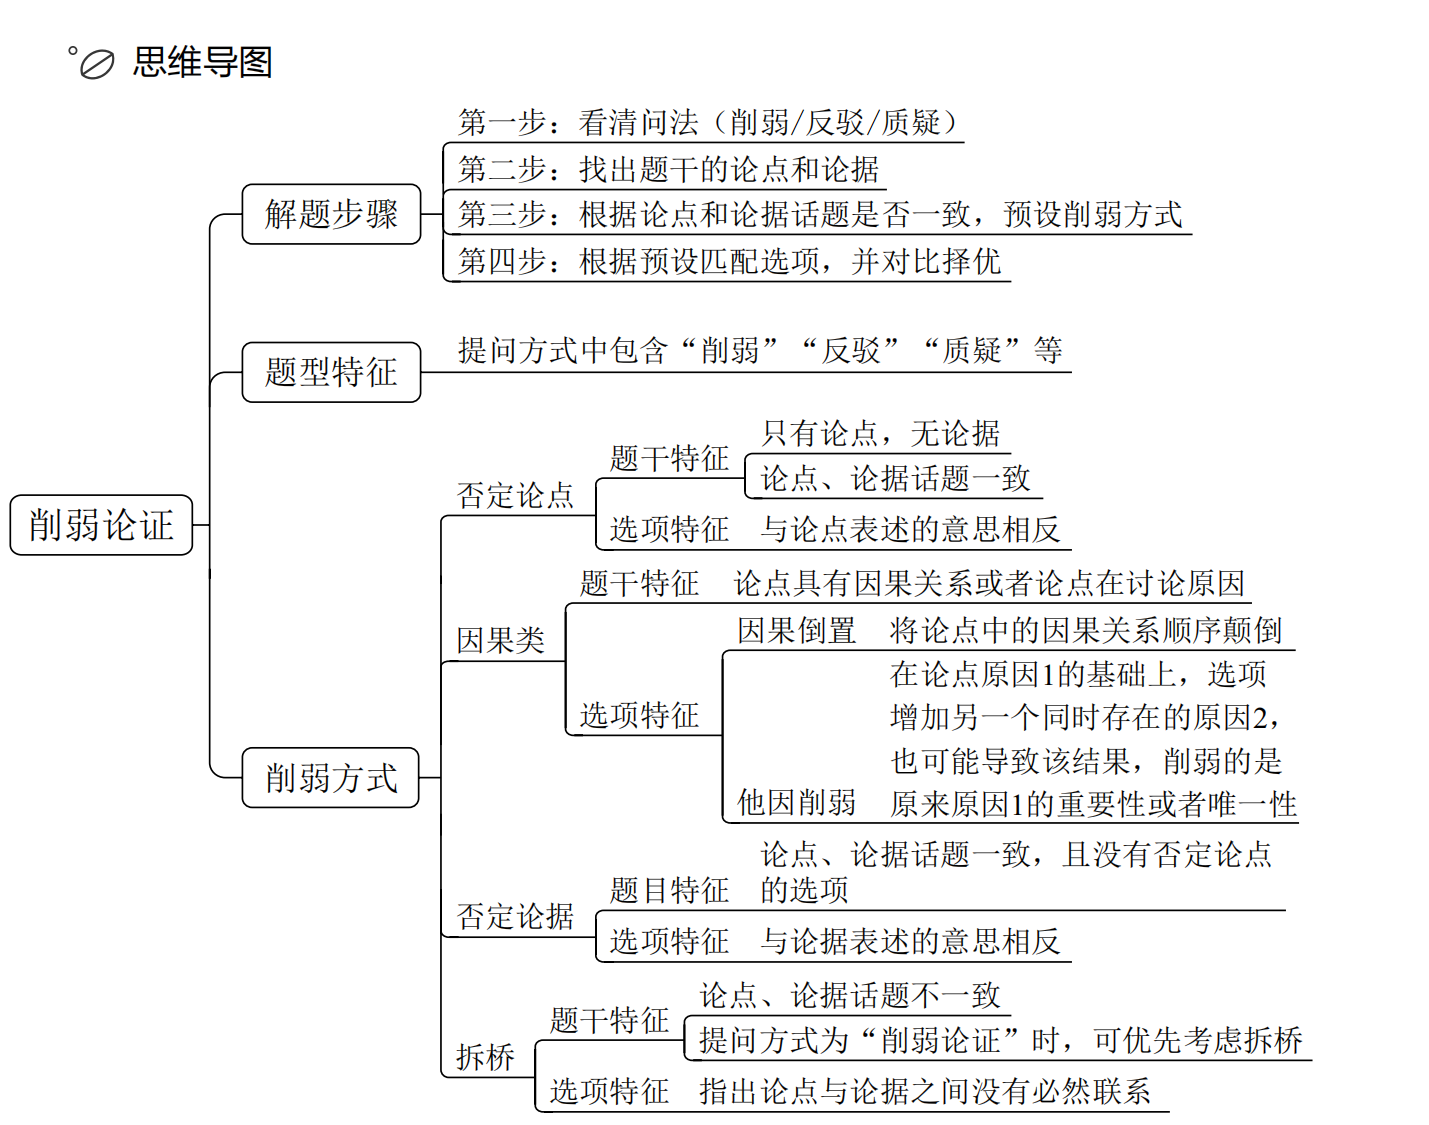 思维导图
削弱论证
解题步骤
第一步：看清问法（削弱/反驳/质疑）
第二步：找出题干的论点和论据
第三步：根据论点和论据话题是否一致，预设削弱方式
第四步：根据预设匹配选项，并对比择优
题型特征
提问方式中包含“削弱”“反驳”“质疑”等
削弱方式
否定论点
题干特征
只有论点，无论据
论点、论据话题一致
选项特征 与论点表述的意思相反
因果类
题干特征 论点具有因果关系或者论点在讨论原因
选项特征
因果倒置 将论点中的因果关系顺序颠倒
他因削弱
在论点原因1的基础上，选项
增加另一个同时存在的原因2，
也可能导致该结果，削弱的是
原来原因1的重要性或者唯一性
否定论据
题目特征
论点、论据话题一致，且没有否定论点
的选项
选项特征 与论据表述的意思相反
拆桥
题干特征
论点、论据话题不一致
提问方式为“削弱论证”时，可优先考虑拆桥
选项特征 指出论点与论据之间没有必然联系